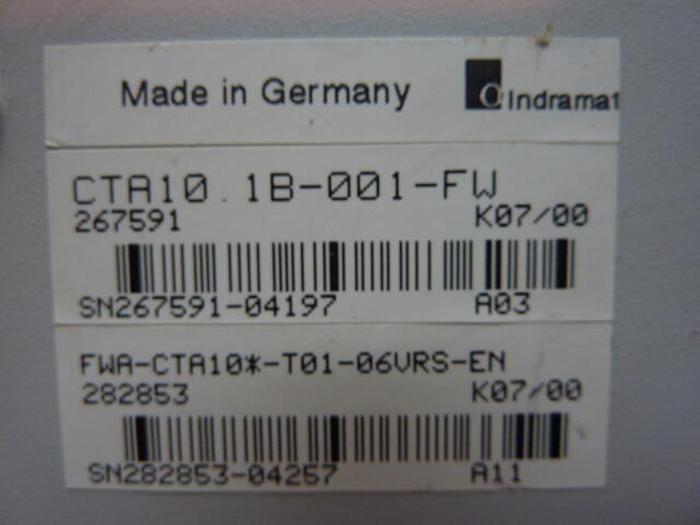 Made in Germany Indramat
CTA10.1B-001-FW
267591 K07/00
SN267591-04197 A03
FWA-CTA10*-T01-06VRS-EN
282853 K07/00
SN282853-04257 A11